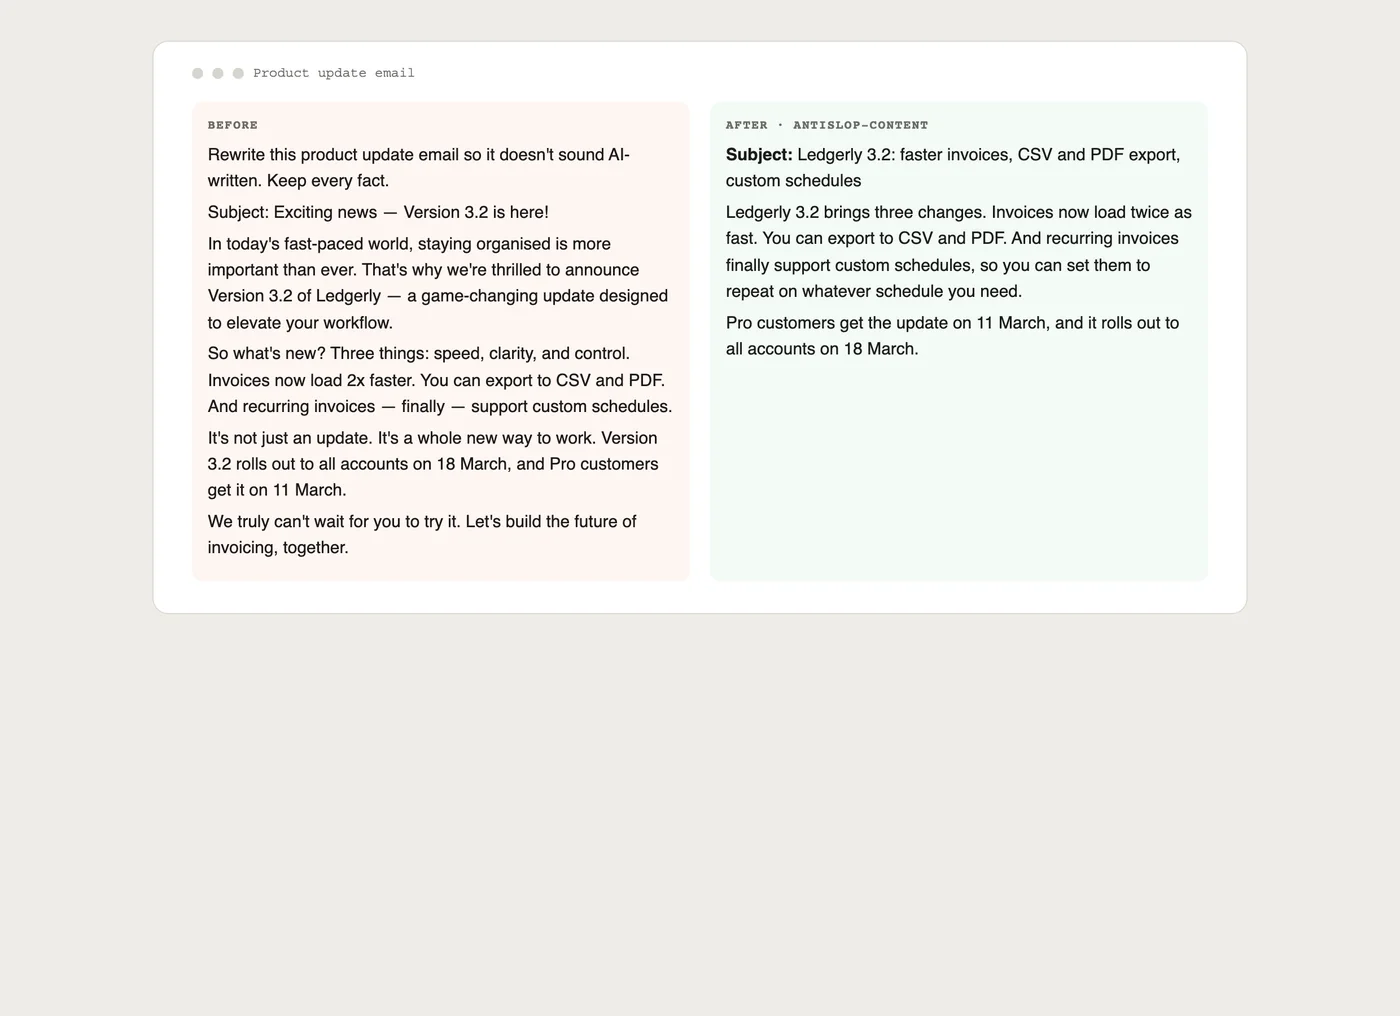 Product update email
BEFORE
Rewrite this product update email so it doesn't sound AI-
written. Keep every fact.
Subject: Exciting news — Version 3.2 is here!
In today's fast-paced world, staying organised is more
important than ever. That's why we're thrilled to announce
Version 3.2 of Ledgerly — a game-changing update designed
to elevate your workflow.
So what's new? Three things: speed, clarity, and control.
Invoices now load 2x faster. You can export to CSV and PDF.
And recurring invoices — finally — support custom schedules.
It's not just an update. It's a whole new way to work. Version
3.2 rolls out to all accounts on 18 March, and Pro customers
get it on 11 March.
We truly can't wait for you to try it. Let's build the future of
invoicing, together.
AFTER · ANTISLOP-CONTENT
Subject: Ledgerly 3.2: faster invoices, CSV and PDF export,
custom schedules
Ledgerly 3.2 brings three changes. Invoices now load twice as
fast. You can export to CSV and PDF. And recurring invoices
finally support custom schedules, so you can set them to
repeat on whatever schedule you need.
Pro customers get the update on 11 March, and it rolls out to
all accounts on 18 March.